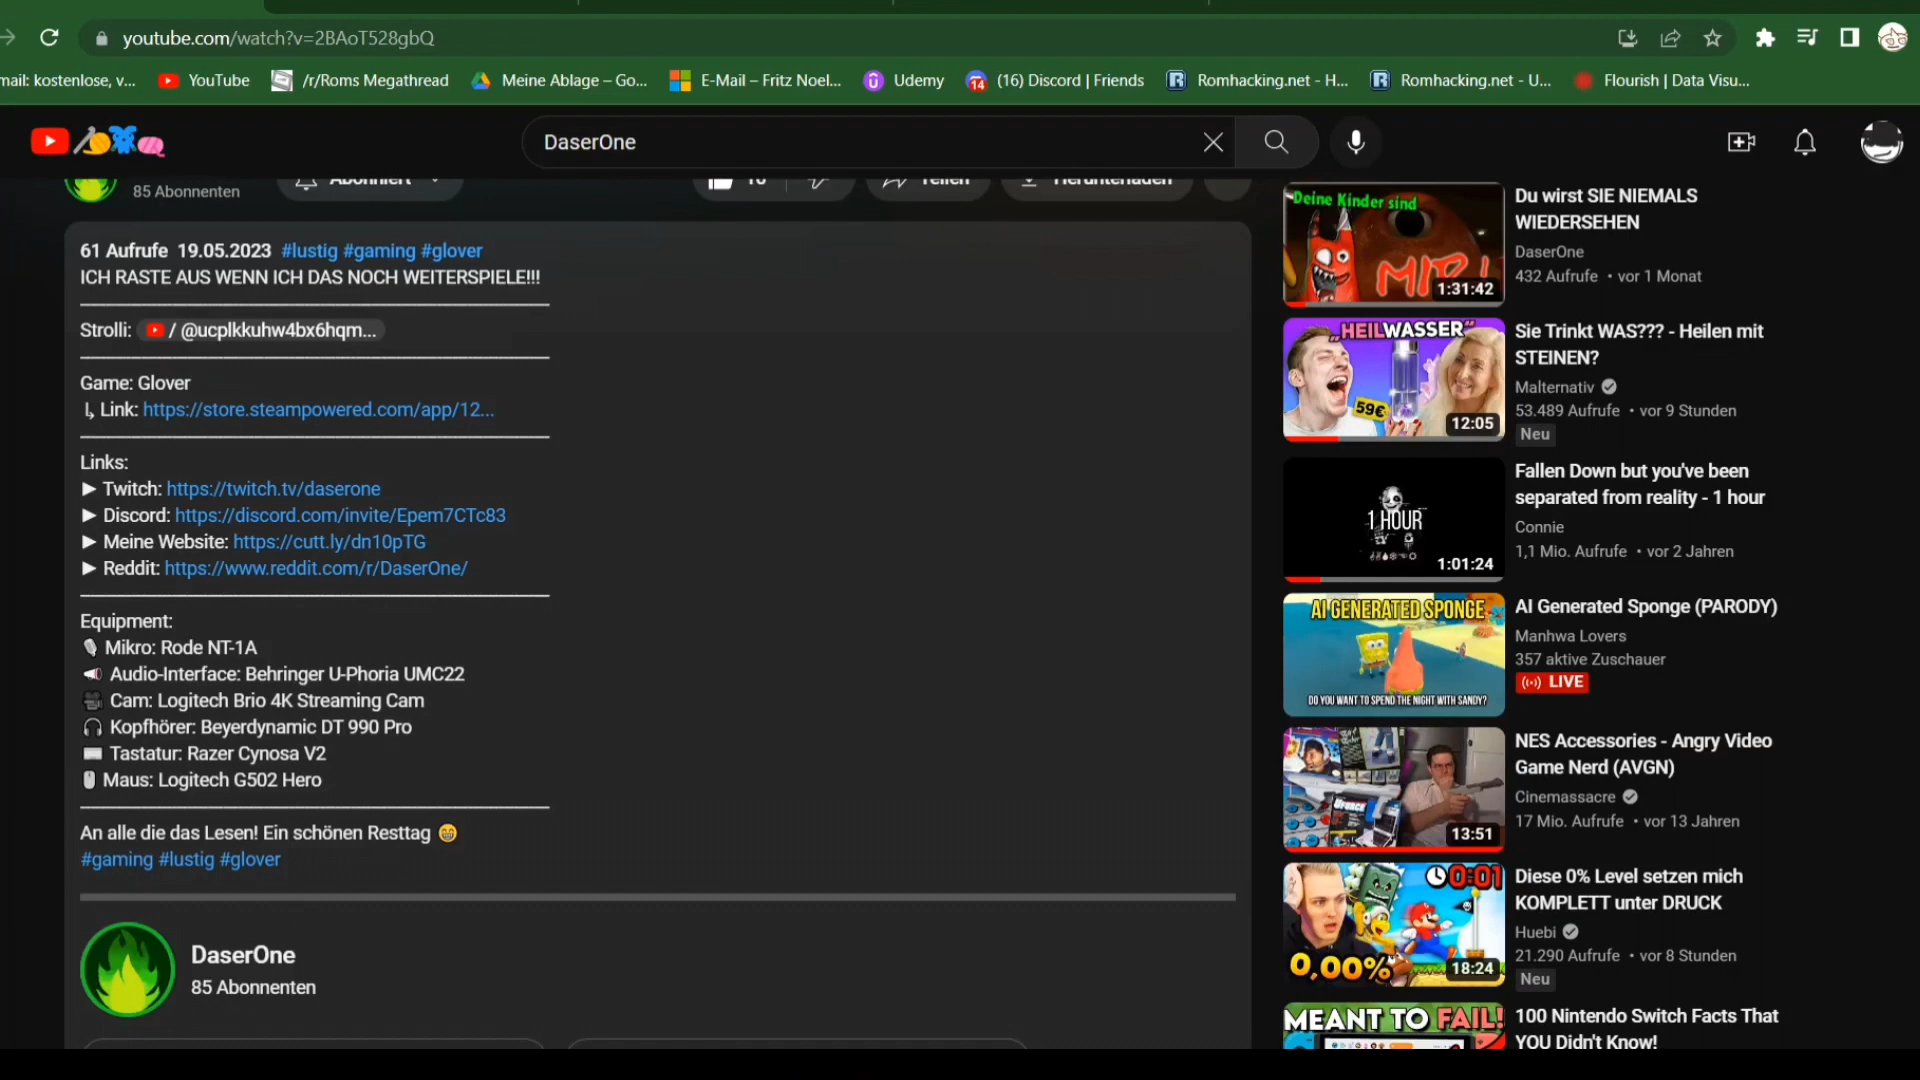 youtube.com/watch?v=2BAoT528gbQ
mail: kostenlose, v...
YouTube
/r/Roms Megathread
Meine Ablage – Go...
E-Mail – Fritz Noel...
Udemy
14
(16) Discord | Friends
Romhacking.net - H...
Romhacking.net - U...
Flourish | Data Visu...
DaserOne
85 Abonnenten
Abonniert
Teilen
Herunterladen
61 Aufrufe 19.05.2023 #lustig #gaming #glover
ICH RASTE AUS WENN ICH DAS NOCH WEITERSPIELE!!!
Strolli: / @ucplkkuhw4bx6hqm...
Game: Glover
↳ Link: https://store.steampowered.com/app/12...
Links:
► Twitch: https://twitch.tv/daserone
► Discord: https://discord.com/invite/Epem7CTc83
► Meine Website: https://cutt.ly/dn10pTG
► Reddit: https://www.reddit.com/r/DaserOne/
Equipment:
🎙️ Mikro: Rode NT-1A
📣 Audio-Interface: Behringer U-Phoria UMC22
🎥 Cam: Logitech Brio 4K Streaming Cam
🎧 Kopfhörer: Beyerdynamic DT 990 Pro
⌨️ Tastatur: Razer Cynosa V2
🖱️ Maus: Logitech G502 Hero
An alle die das Lesen! Ein schönen Resttag 😁
#gaming #lustig #glover
DaserOne
85 Abonnenten
Deine Kinder sind
MIR!
1:31:42
Du wirst SIE NIEMALS
WIEDERSEHEN
DaserOne
432 Aufrufe • vor 1 Monat
„HEILWASSER"
59€
12:05
Sie Trinkt WAS??? - Heilen mit
STEINEN?
Malternativ
53.489 Aufrufe • vor 9 Stunden
Neu
1 HOUR
1:01:24
Fallen Down but you've been
separated from reality - 1 hour
Connie
1,1 Mio. Aufrufe • vor 2 Jahren
AI GENERATED SPONGE
DO YOU WANT TO SPEND THE NIGHT WITH SANDY?
AI Generated Sponge (PARODY)
Manhwa Lovers
357 aktive Zuschauer
LIVE
13:51
NES Accessories - Angry Video
Game Nerd (AVGN)
Cinemassacre
17 Mio. Aufrufe • vor 13 Jahren
0:01
0,00%
18:24
Diese 0% Level setzen mich
KOMPLETT unter DRUCK
Huebi
21.290 Aufrufe • vor 8 Stunden
Neu
MEANT TO FAIL!
100 Nintendo Switch Facts That
YOU Didn't Know!